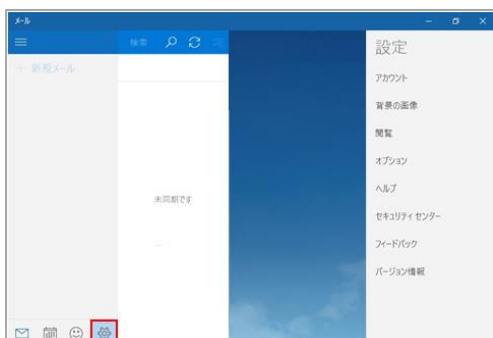 メール
検索
設定
+ 新規メール
アカウント
背景の画像
閲覧
オプション
未同期です
ヘルプ
セキュリティ センター
フィードバック
バージョン情報